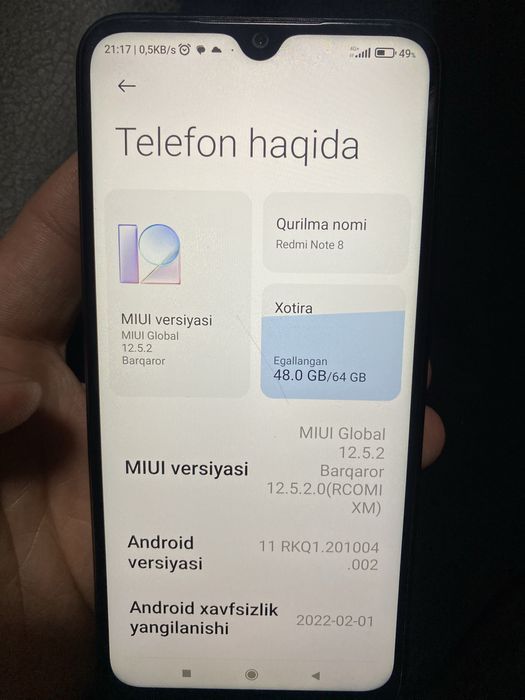 21:17 | 0,5KB/s
4G+
49%
Telefon haqida
12
MIUI versiyasi
MIUI Global
12.5.2
Barqaror
Qurilma nomi
Redmi Note 8
Xotira
Egallangan
48.0 GB/64 GB
MIUI versiyasi
MIUI Global
12.5.2
Barqaror
12.5.2.0(RCOMI
XM)
Android
versiyasi
11 RKQ1.201004
.002
Android xavfsizlik
yangilanishi
2022-02-01